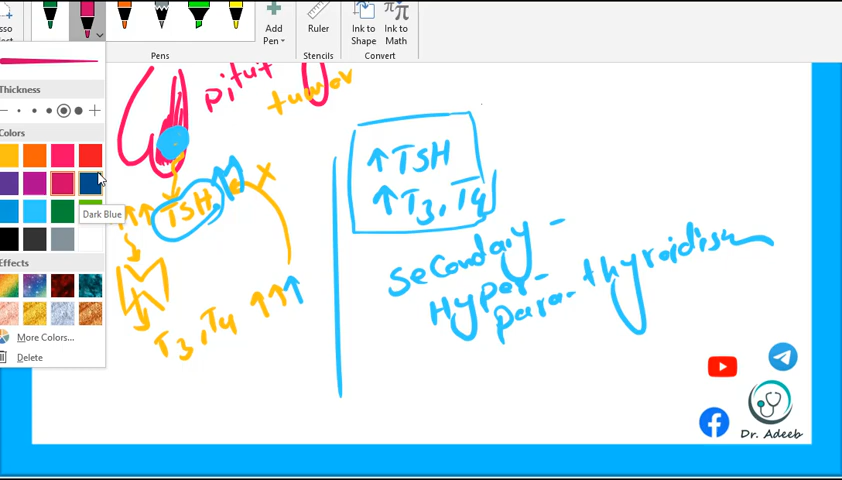 Add
Pen
Ruler
Ink to
Shape
Ink to
Math
Pens
Stencils
Convert
Thickness
Colors
Dark Blue
Effects
More Colors...
Delete
tumor
↑↑ TSH ↑↑ X
T3, T4 ↑↑↑
↑TSH
↑T3, T4
secondary -
Hyper-
para- thyroidism
Dr. Adeeb